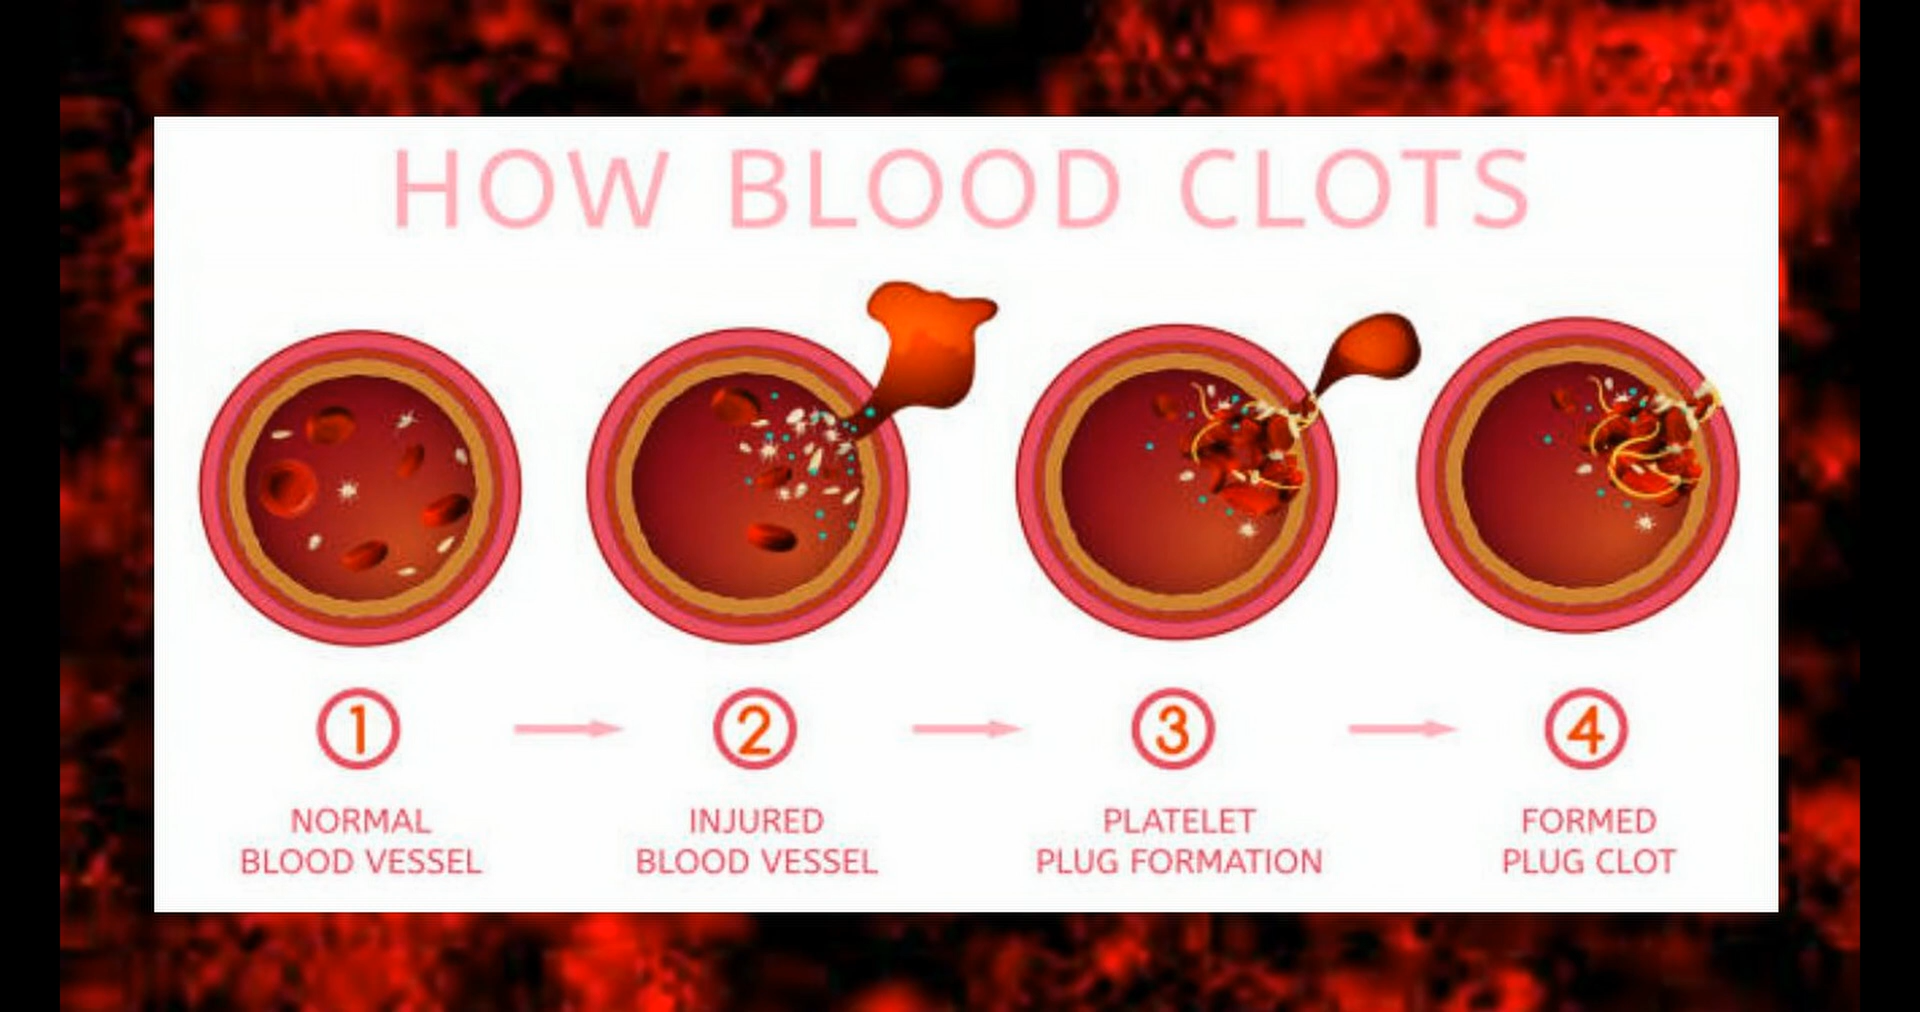 HOW BLOOD CLOTS
1
2
3
4
NORMAL
BLOOD VESSEL
INJURED
BLOOD VESSEL
PLATELET
PLUG FORMATION
FORMED
PLUG CLOT